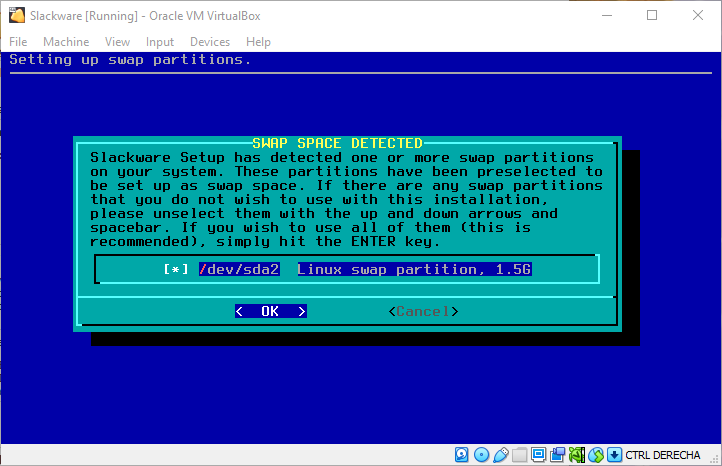 Slackware [Running] - Oracle VM VirtualBox
File Machine View Input Devices Help
Setting up swap partitions.
SWAP SPACE DETECTED
Slackware Setup has detected one or more swap partitions
on your system. These partitions have been preselected to
be set up as swap space. If there are any swap partitions
that you do not wish to use with this installation,
please unselect them with the up and down arrows and
spacebar. If you wish to use all of them (this is
recommended), simply hit the ENTER key.
[*] /dev/sda2 Linux swap partition, 1.5G
< OK > <Cancel>
CTRL DERECHA